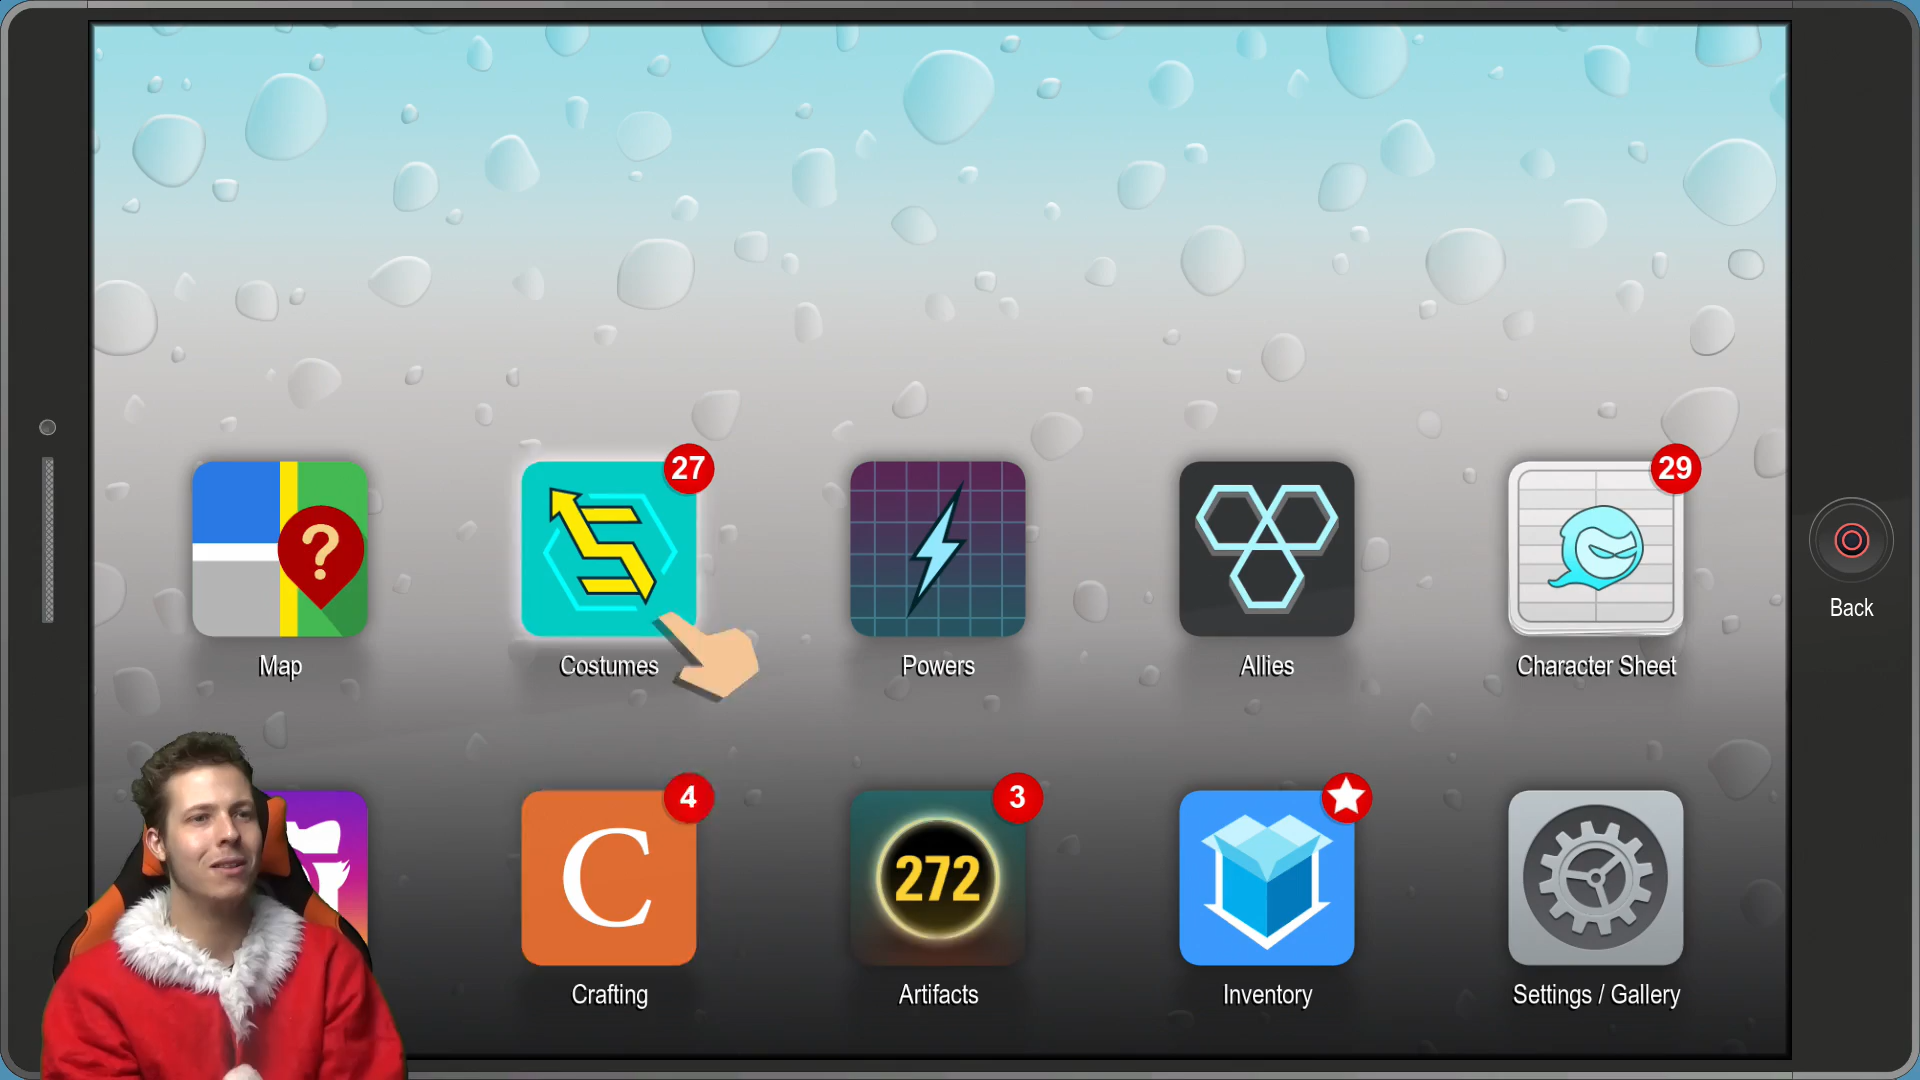 27
29
?
Map
Costumes
Powers
Allies
Character Sheet
Back
4
3
C
272
Crafting
Artifacts
Inventory
Settings / Gallery